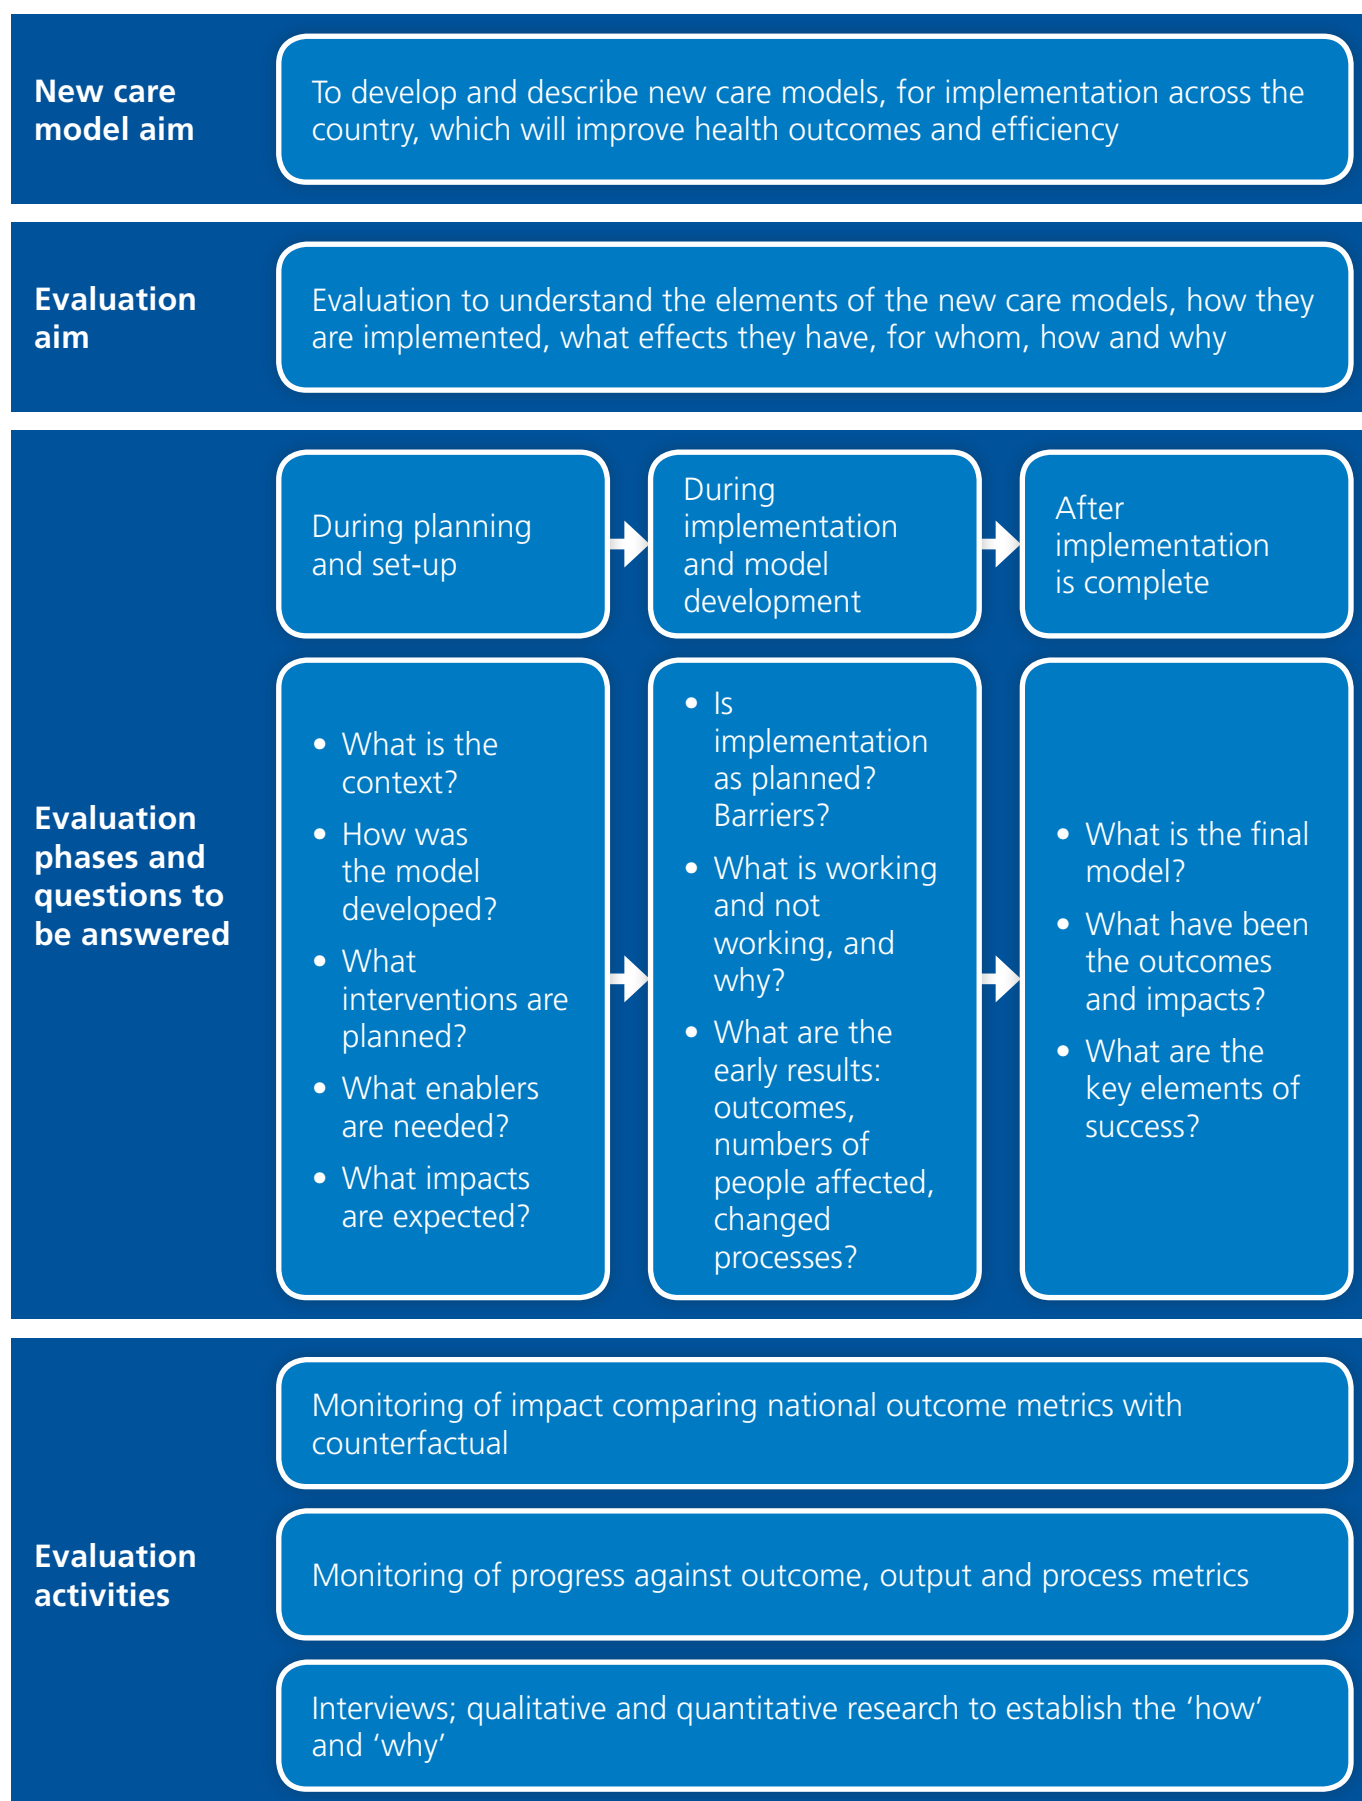 New care
model aim
To develop and describe new care models, for implementation across the
country, which will improve health outcomes and efficiency
Evaluation
aim
Evaluation to understand the elements of the new care models, how they
are implemented, what effects they have, for whom, how and why
Evaluation
phases and
questions to
be answered
During planning
and set-up
During
implementation
and model
development
After
implementation
is complete
• What is the
context?
• How was
the model
developed?
• What
interventions are
planned?
• What enablers
are needed?
• What impacts
are expected?
• Is
implementation
as planned?
Barriers?
• What is working
and not
working, and
why?
• What are the
early results:
outcomes,
numbers of
people affected,
changed
processes?
• What is the final
model?
• What have been
the outcomes
and impacts?
• What are the
key elements of
success?
Evaluation
activities
Monitoring of impact comparing national outcome metrics with
counterfactual
Monitoring of progress against outcome, output and process metrics
Interviews; qualitative and quantitative research to establish the ‘how’
and ‘why’